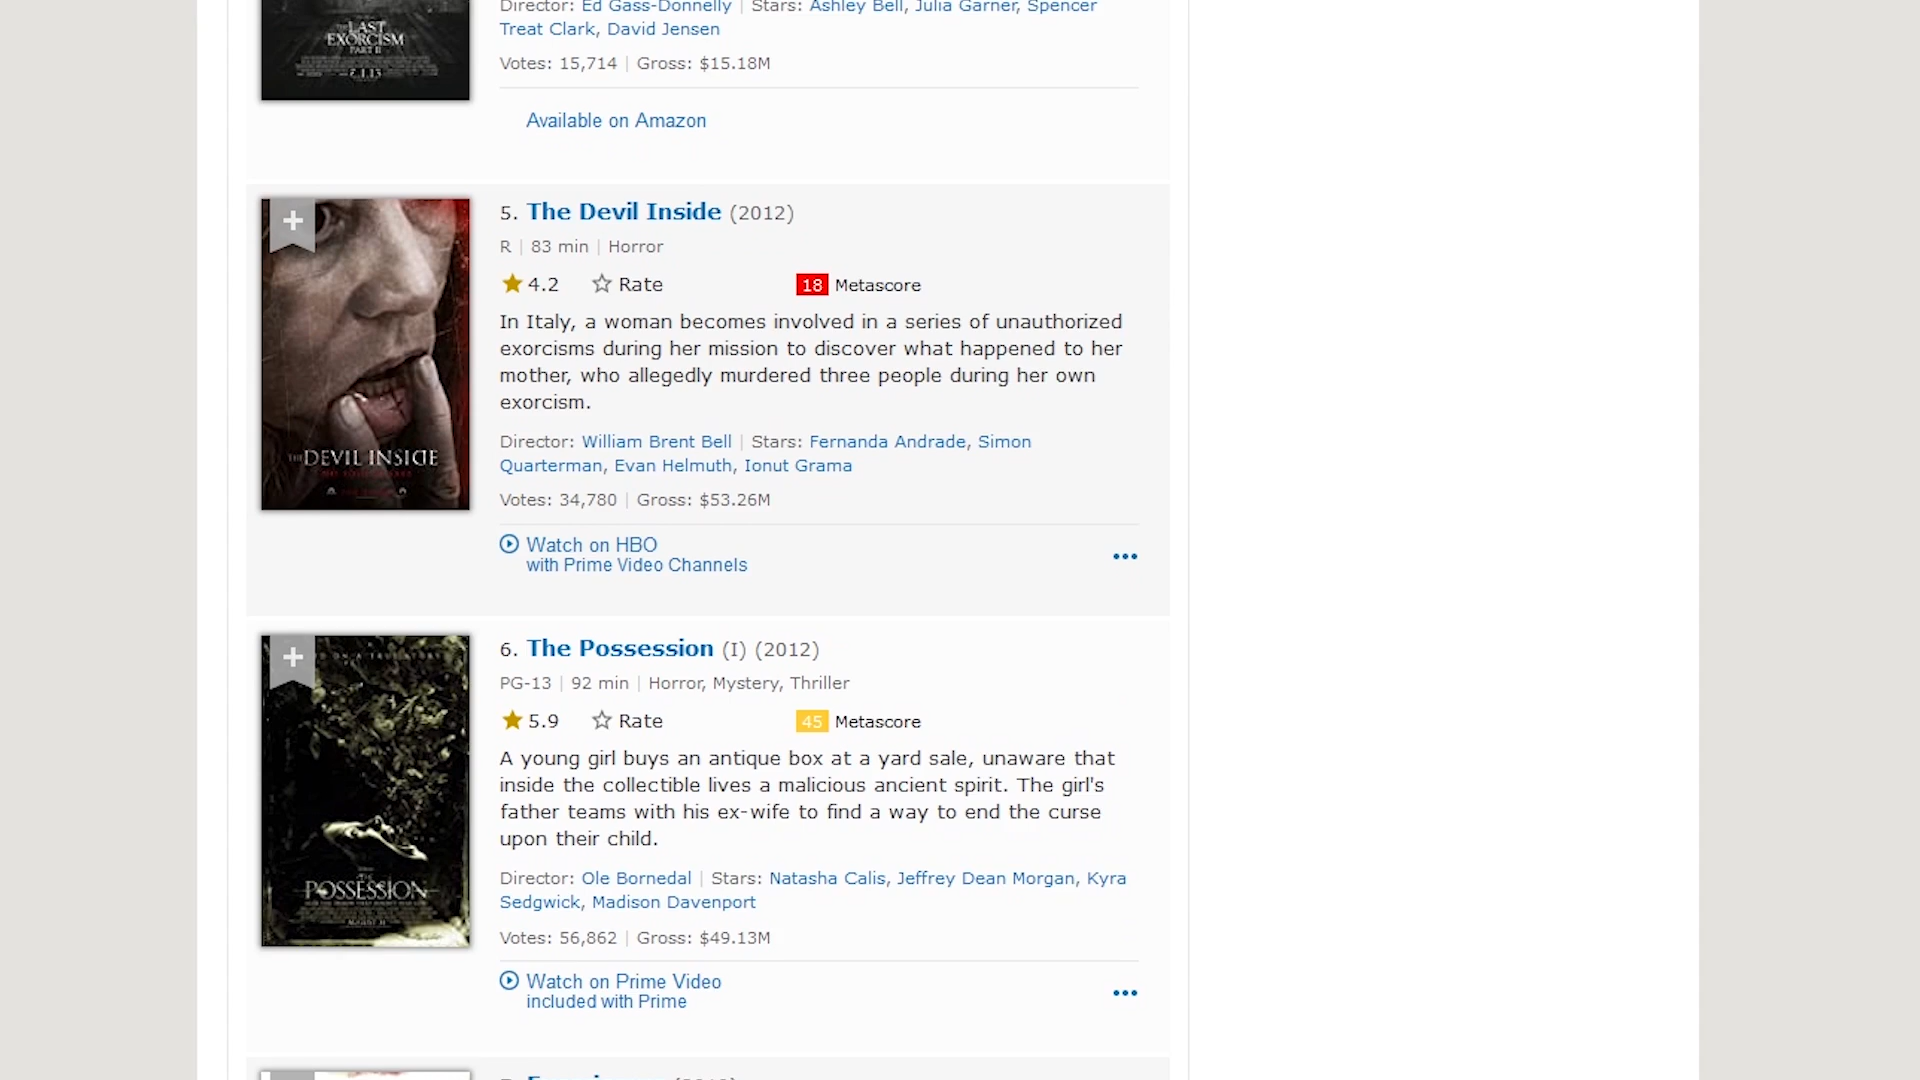 Director: Ed Gass-Donnelly | Stars: Ashley Bell, Julia Garner, Spencer
Treat Clark, David Jensen
THE LAST
EXORCISM
PART II
Votes: 15,714 | Gross: $15.18M
Available on Amazon
5. The Devil Inside (2012)
R | 83 min | Horror
4.2 Rate 18 Metascore
In Italy, a woman becomes involved in a series of unauthorized
exorcisms during her mission to discover what happened to her
mother, who allegedly murdered three people during her own
exorcism.
Director: William Brent Bell | Stars: Fernanda Andrade, Simon
Quarterman, Evan Helmuth, Ionut Grama
THE DEVIL INSIDE
Votes: 34,780 | Gross: $53.26M
Watch on HBO
with Prime Video Channels
6. The Possession (I) (2012)
PG-13 | 92 min | Horror, Mystery, Thriller
5.9 Rate 45 Metascore
A young girl buys an antique box at a yard sale, unaware that
inside the collectible lives a malicious ancient spirit. The girl's
father teams with his ex-wife to find a way to end the curse
upon their child.
Director: Ole Bornedal | Stars: Natasha Calis, Jeffrey Dean Morgan, Kyra
Sedgwick, Madison Davenport
THE
POSSESSION
AUGUST 31
Votes: 56,862 | Gross: $49.13M
Watch on Prime Video
included with Prime